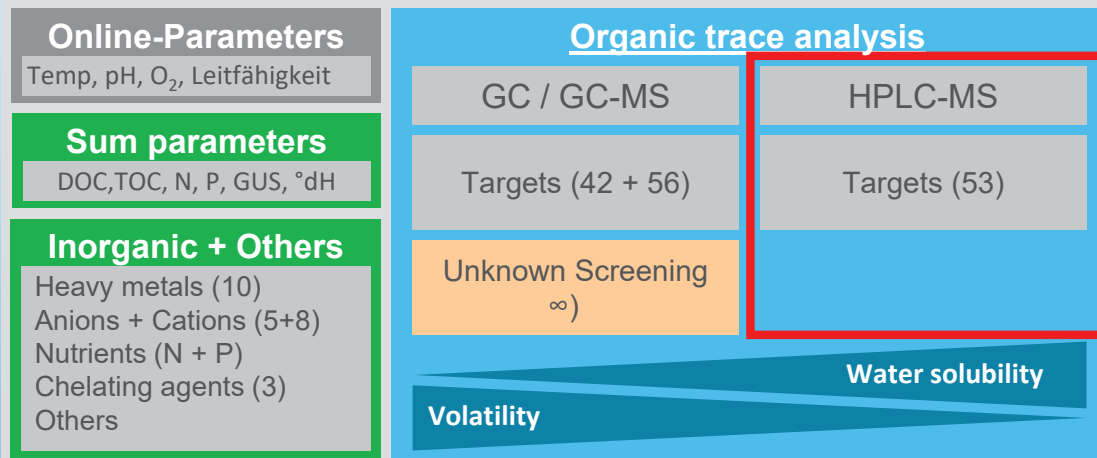 Online-Parameters
Temp, pH, O₂, Leitfähigkeit
Sum parameters
DOC,TOC, N, P, GUS, °dH
Inorganic + Others
Heavy metals (10)
Anions + Cations (5+8)
Nutrients (N + P)
Chelating agents (3)
Others
Organic trace analysis
GC / GC-MS
HPLC-MS
Targets (42 + 56)
Targets (53)
Unknown Screening
∞)
Water solubility
Volatility